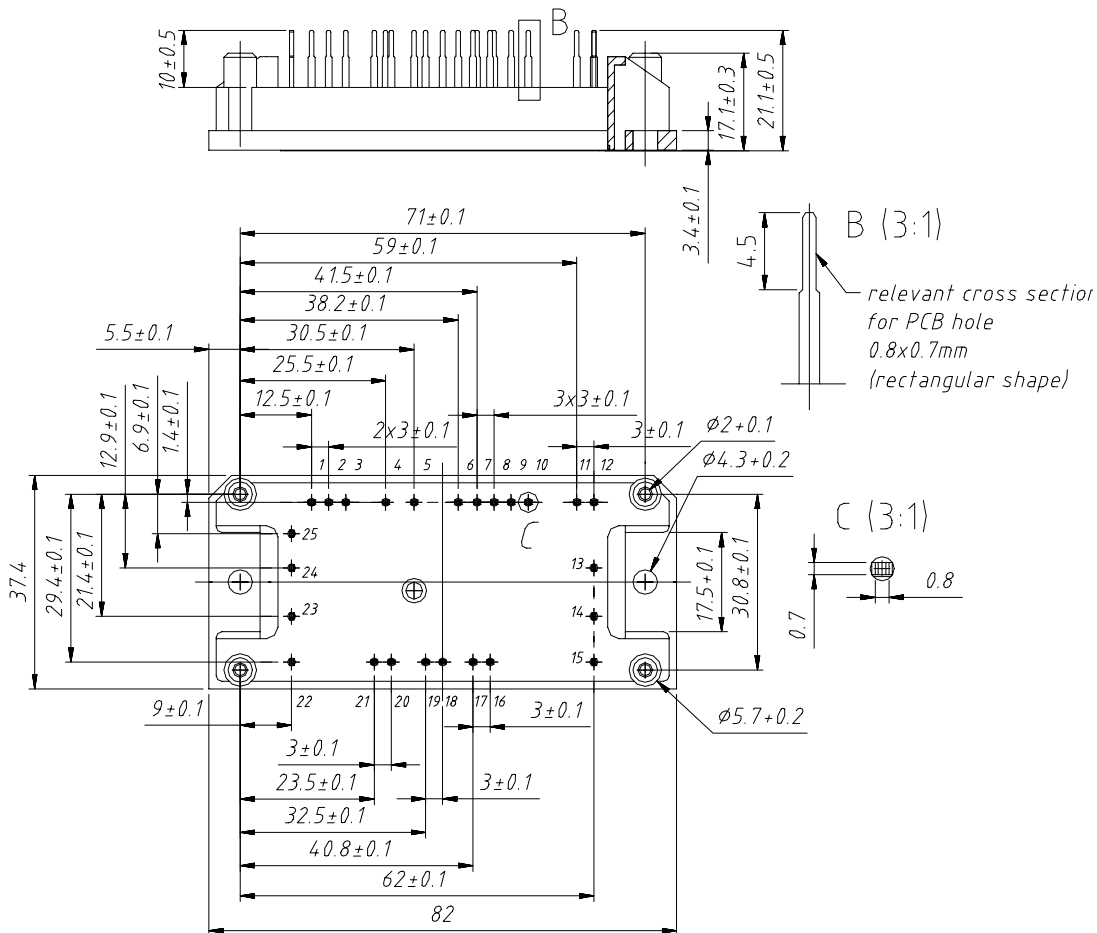 B
10±0.5
17.1±0.3
21.1±0.5
3.4±0.1
71±0.1
59±0.1
41.5±0.1
38.2±0.1
30.5±0.1
5.5±0.1
25.5±0.1
12.5±0.1
3x3±0.1
2x3±0.1
3±0.1
B (3:1)
4.5
relevant cross section
for PCB hole
0.8x0.7mm
(rectangular shape)
12.9±0.1
6.9±0.1
1.4±0.1
Φ2+0.1
Φ4.3+0.2
1 2 3 4 5 6 7 8 9 10 11 12
C
C (3:1)
0.8
0.7
25
24
23
13
14
15
37.4
29.4±0.1
21.4±0.1
17.5±0.1
30.8±0.1
22 21 20 19 18 17 16
9±0.1
3±0.1
Φ5.7+0.2
3±0.1
23.5±0.1
3±0.1
32.5±0.1
40.8±0.1
62±0.1
82